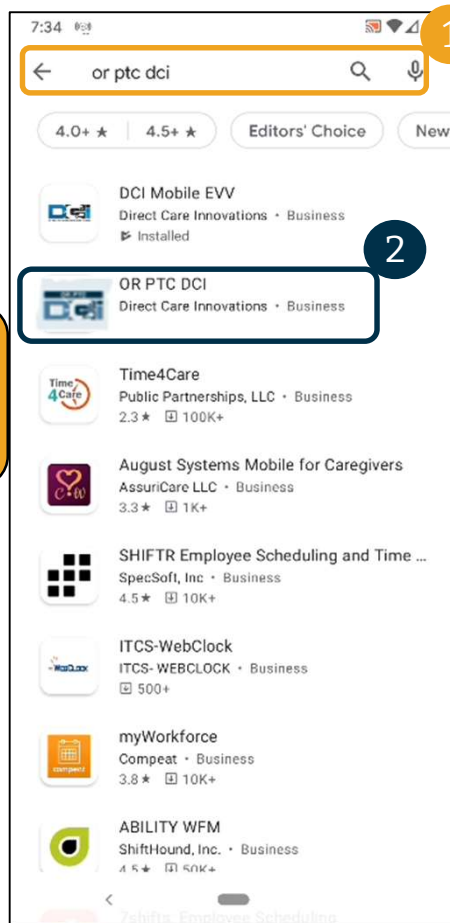 7:34
1
or ptc dci
4.0+ ★ 4.5+ ★ Editors' Choice New
DCI Mobile EVV
Direct Care Innovations • Business
Installed
2
OR PTC DCI
Direct Care Innovations • Business
Time4Care
Public Partnerships, LLC • Business
2.3 ★ 100K+
August Systems Mobile for Caregivers
AssuriCare LLC • Business
3.3 ★ 1K+
SHIFTR Employee Scheduling and Time ...
SpecSoft, Inc • Business
4.5 ★ 10K+
ITCS-WebClock
ITCS- WEBCLOCK • Business
500+
myWorkforce
Compeat • Business
3.8 ★ 10K+
ABILITY WFM
ShiftHound, Inc. • Business
4.5 ★ 50K+
7shifts: Employee Scheduling